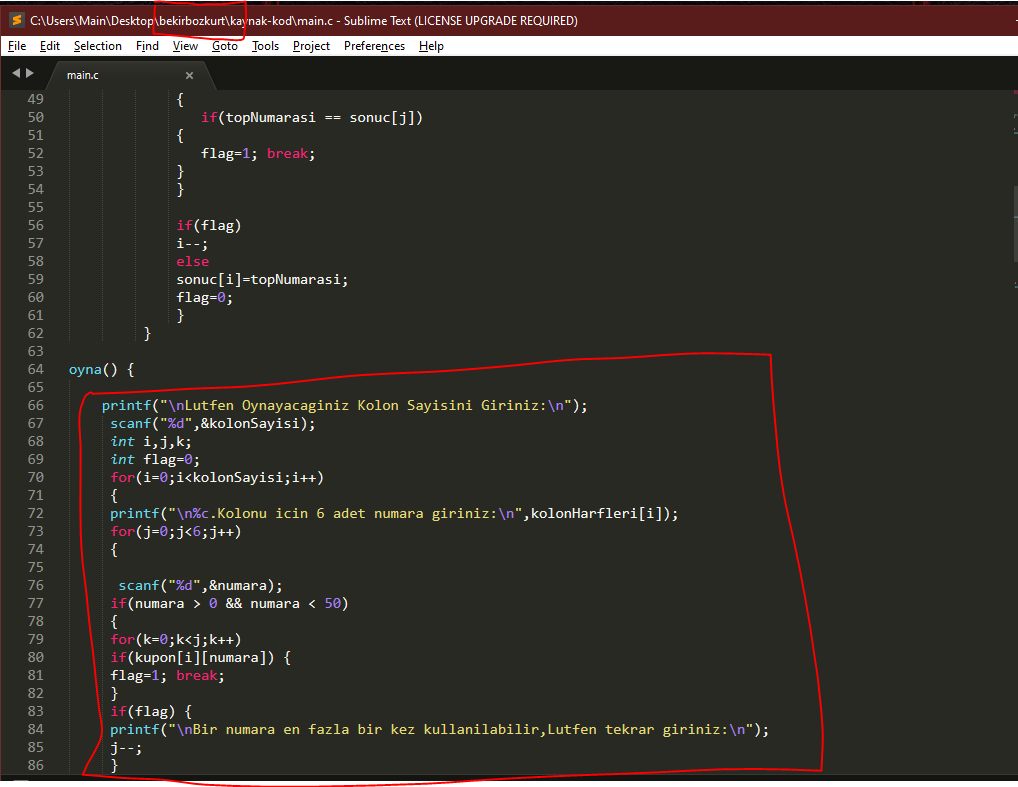 C:\Users\Main\Desktop\bekirbozkurt\kaynak-kod\main.c - Sublime Text (LICENSE UPGRADE REQUIRED)
File Edit Selection Find View Goto Tools Project Preferences Help
main.c ×
49 {
50 if(topNumarasi == sonuc[j])
51 {
52 flag=1; break;
53 }
54 }
55
56 if(flag)
57 i--;
58 else
59 sonuc[i]=topNumarasi;
60 flag=0;
61 }
62 }
63
64 oyna() {
65
66 printf("\nLutfen Oynayacaginiz Kolon Sayisini Giriniz:\n");
67 scanf("%d",&kolonSayisi);
68 int i,j,k;
69 int flag=0;
70 for(i=0;i<kolonSayisi;i++)
71 {
72 printf("\n%c.Kolonu icin 6 adet numara giriniz:\n",kolonHarfleri[i]);
73 for(j=0;j<6;j++)
74 {
75
76 scanf("%d",&numara);
77 if(numara > 0 && numara < 50)
78 {
79 for(k=0;k<j;k++)
80 if(kupon[i][numara]) {
81 flag=1; break;
82 }
83 if(flag) {
84 printf("\nBir numara en fazla bir kez kullanilabilir,Lutfen teknar giriniz:\n");
85 j--;
86 }